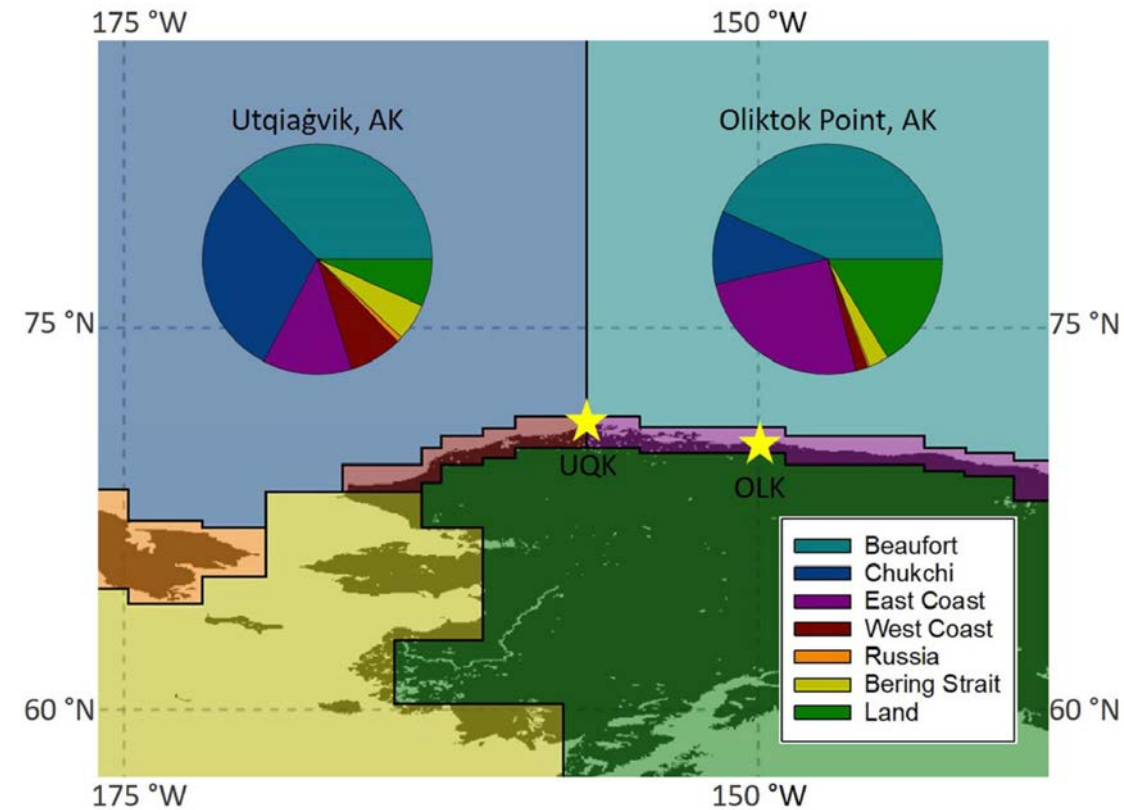 175 °W 150 °W
Utqiaġvik, AK Oliktok Point, AK
75 °N 75 °N
UQK
OLK
Beaufort
Chukchi
East Coast
West Coast
Russia
Bering Strait
Land
60 °N 60 °N
175 °W 150 °W